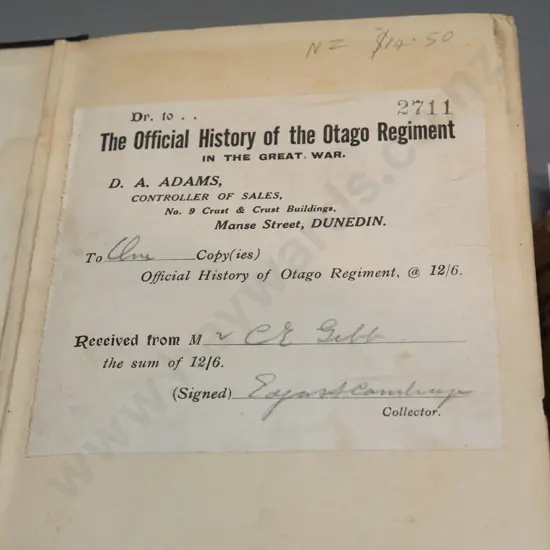 NZ $14.50
2711
Dr. to . .
The Official History of the Otago Regiment
IN THE GREAT. WAR.
D. A. ADAMS,
CONTROLLER OF SALES,
No. 9 Crust & Crust Buildings,
Manse Street, DUNEDIN.
To One Copy(ies)
Official History of Otago Regiment, @ 12/6.
Received from Mr C E Gibb
the sum of 12/6.
(Signed)
Collector.